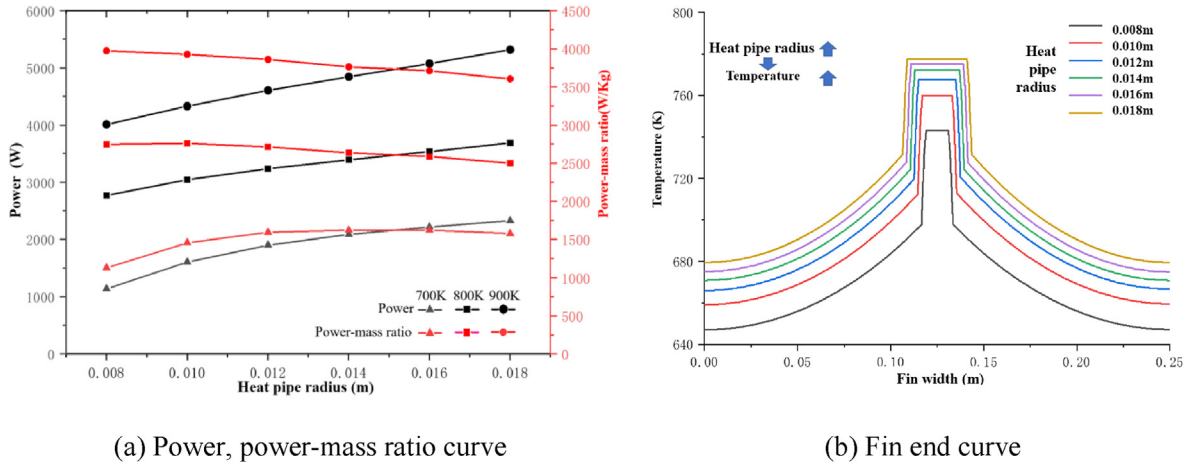 6000
5000
4000
3000
2000
1000
0
Power (W)
4500
4000
3500
3000
2500
2000
1500
1000
500
0
Power-mass ratio(W/Kg)
700K 800K 900K
Power
Power-mass ratio
0.008 0.010 0.012 0.014 0.016 0.018
Heat pipe radius (m)
800
760
720
680
640
Temperature (K)
Heat pipe radius
Temperature
Heat
pipe
radius
0.008m
0.010m
0.012m
0.014m
0.016m
0.018m
0.00 0.05 0.10 0.15 0.20 0.25
Fin width (m)
(a) Power, power-mass ratio curve
(b) Fin end curve